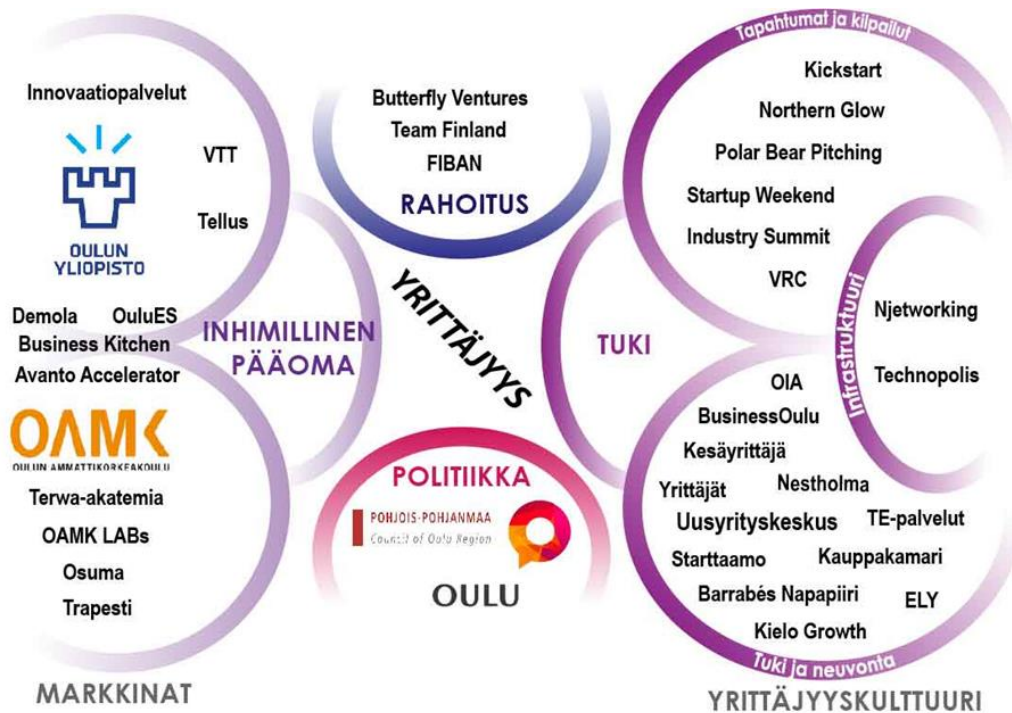 Innovaatiopalvelut
VTT
Tellus
OULUN
YLIOPISTO
Demola
OuluES
Business Kitchen
Avanto Accelerator
OAMK
OULUN AMMATTIKORKEAKOULU
Terwa-akatemia
OAMK LABs
Osuma
Trapesti
INHIMILLINEN
PÄÄOMA
Butterfly Ventures
Team Finland
FIBAN
RAHOITUS
YRITTÄJYYS
POLITIIKKA
POHJOIS-POHJANMAA
Council of Oulu Region
OULU
TUKI
Tapahtumat ja kilpailut
Kickstart
Northern Glow
Polar Bear Pitching
Startup Weekend
Industry Summit
VRC
Infrastruktuuri
Njetworking
Technopolis
OIA
BusinessOulu
Kesäyrittäjä
Yrittäjät
Nestholma
Uusyrityskeskus
TE-palvelut
Starttaamo
Kauppakamari
Barrabés Napapiiri
ELY
Kielo Growth
Tuki ja neuvonta
MARKKINAT
YRITTÄJYYSKULTTUURI